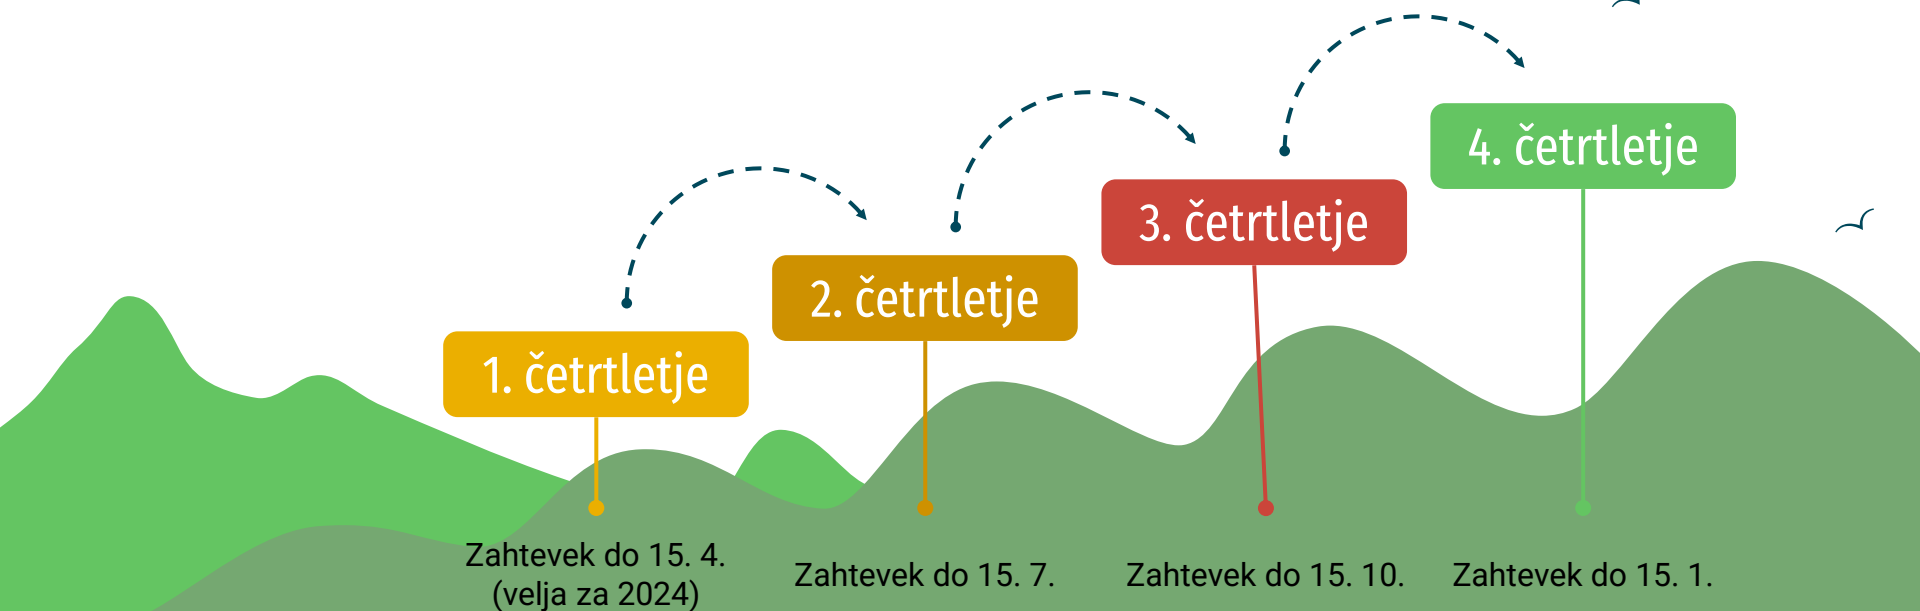 1. četrtletje
2. četrtletje
3. četrtletje
4. četrtletje
Zahtevek do 15. 4.
(velja za 2024)
Zahtevek do 15. 7.
Zahtevek do 15. 10.
Zahtevek do 15. 1.